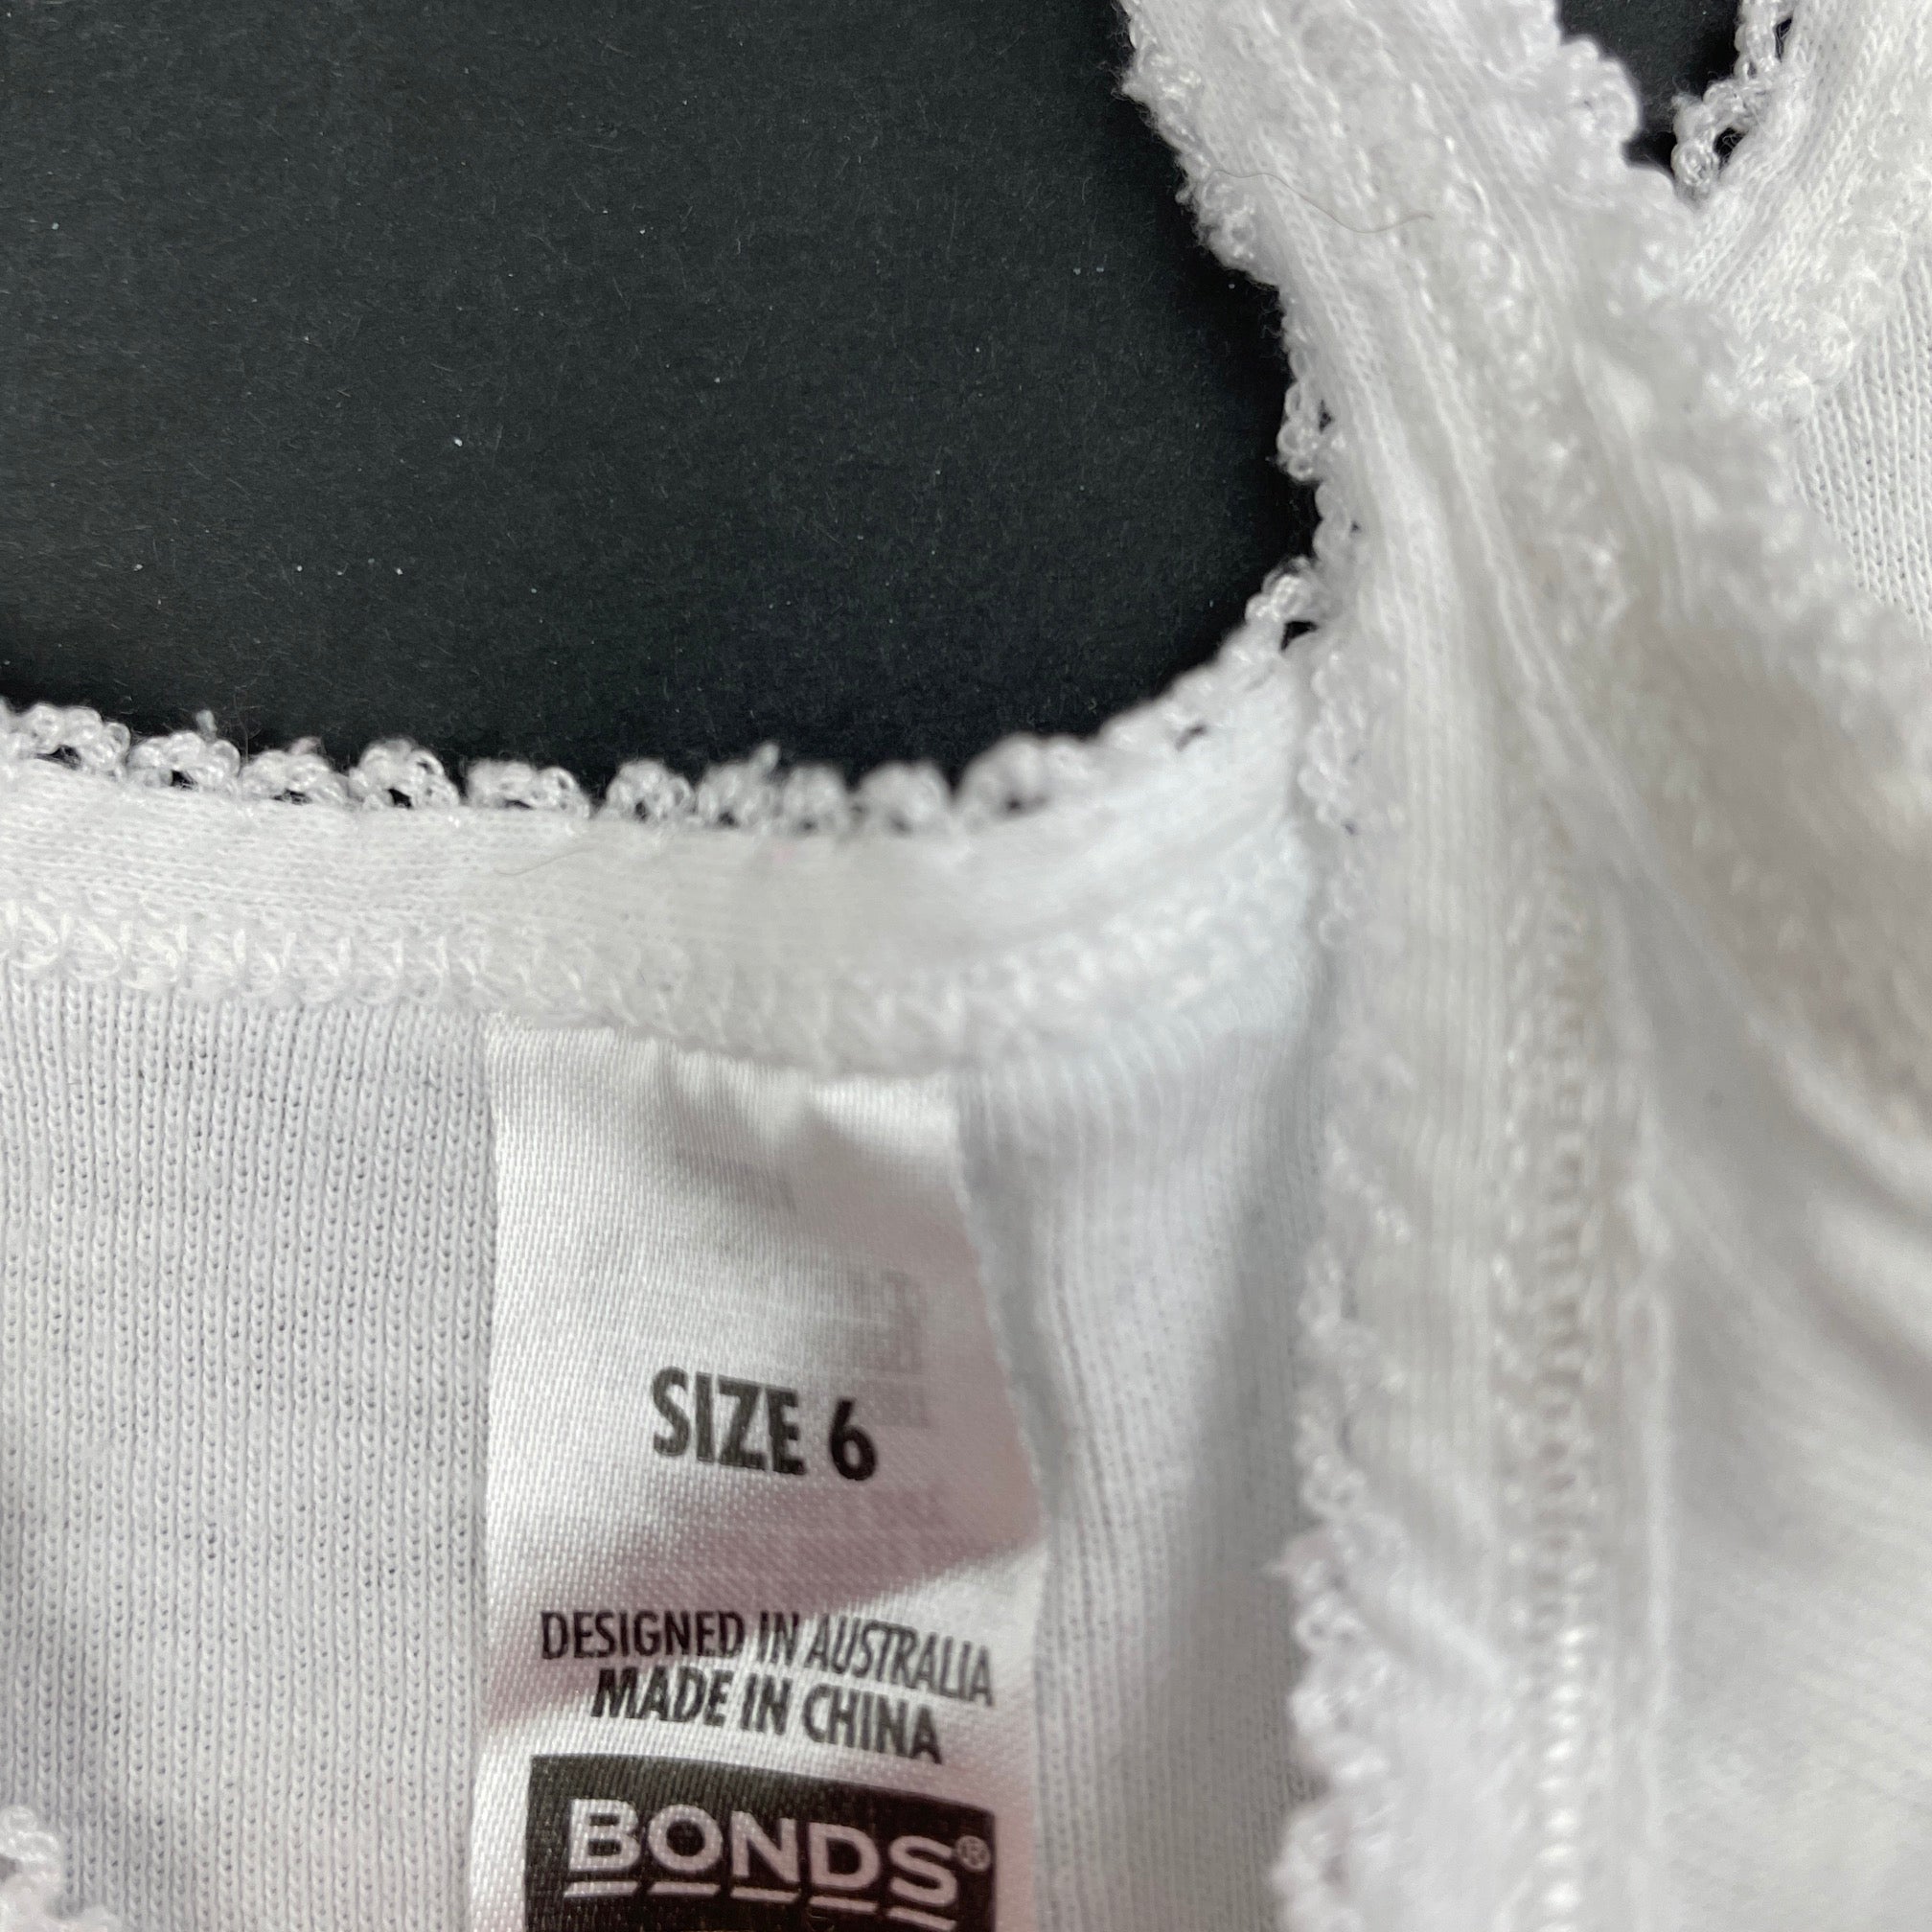 SIZE 6
DESIGNED IN AUSTRALIA
MADE IN CHINA
BONDS®